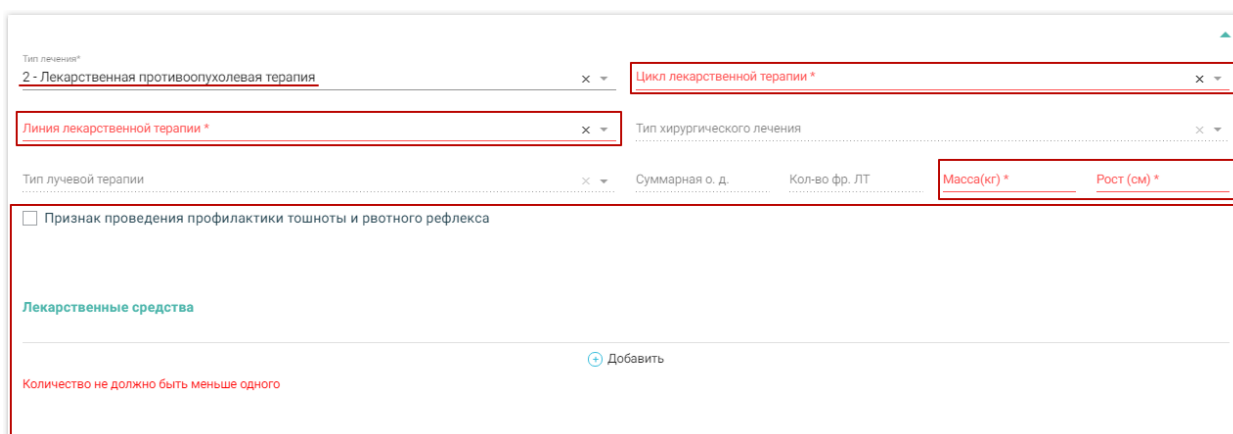 Тип лечения*
2 - Лекарственная противоопухолевая терапия
Цикл лекарственной терапии *
Линия лекарственной терапии *
Тип хирургического лечения
Тип лучевой терапии
Суммарная о. д.
Кол-во фр. ЛТ
Масса(кг) *
Рост (см) *
Признак проведения профилактики тошноты и рвотного рефлекса
Лекарственные средства
Добавить
Количество не должно быть меньше одного